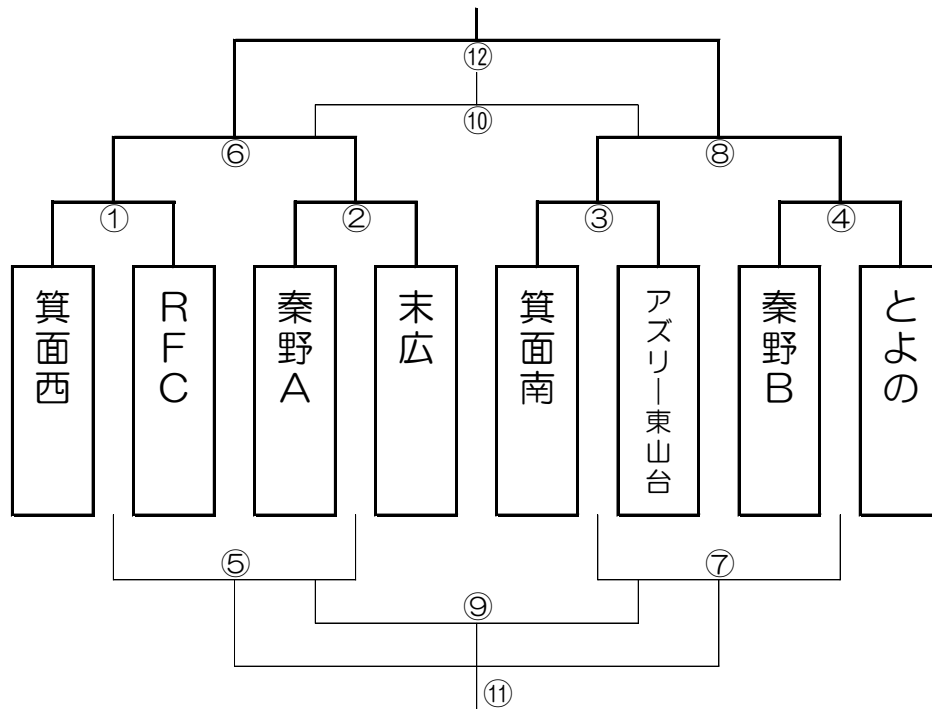 ⑫
⑩
⑥
⑧
①
②
③
④
箕面西
RFC
秦野A
末広
箕面南
アズリー東山台
秦野B
とよの
⑤
⑦
⑨
⑪